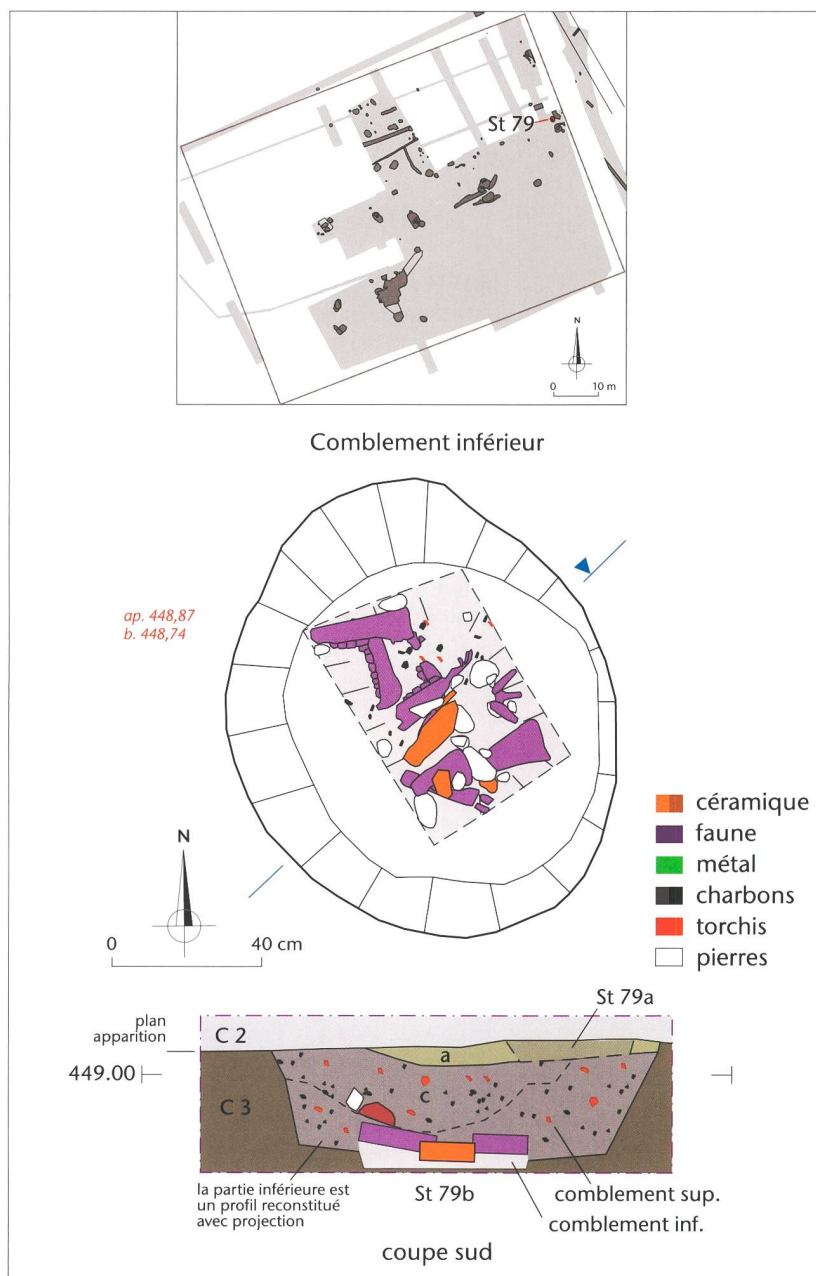 St 79
N
0 10 m
Comblement inférieur
ap. 448,87
b. 448,74
N
0 40 cm
céramique
faune
métal
charbons
torchis
pierres
St 79a
plan
apparition
C 2
a
449.00
c
C 3
la partie inférieure est
un profil reconstitué
avec projection
St 79b
comblement sup.
comblement inf.
coupe sud